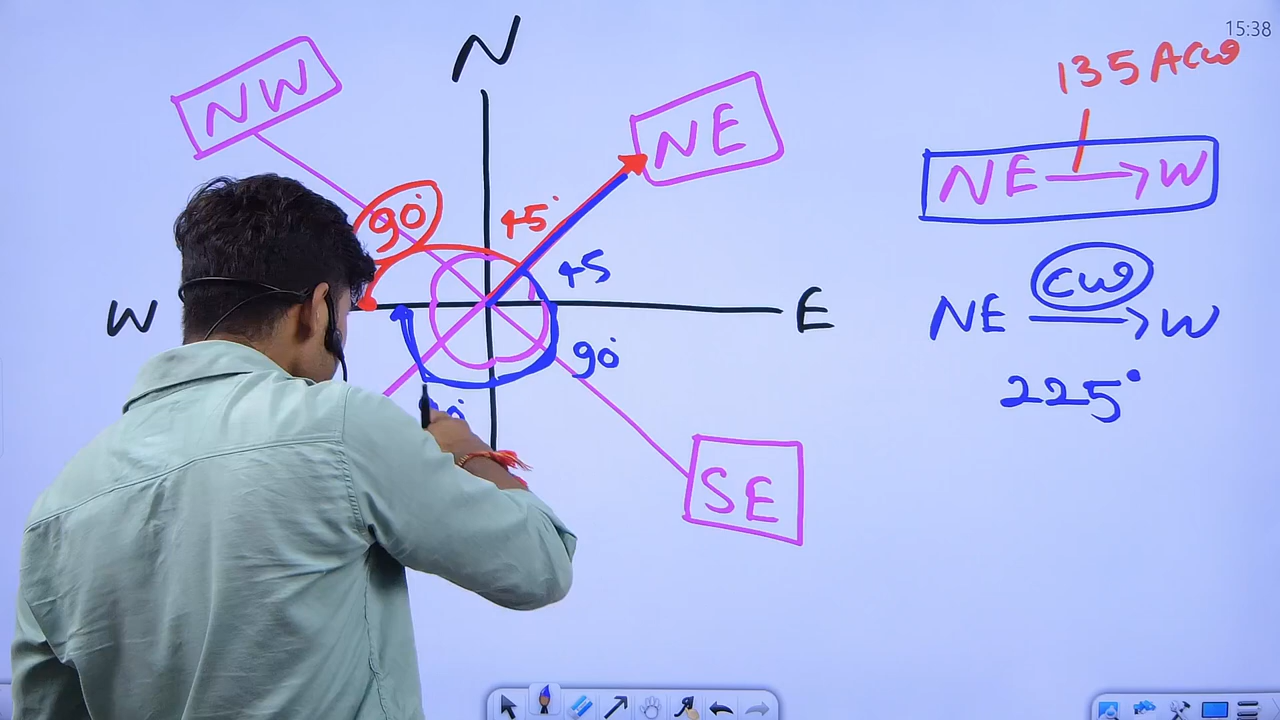 15:38
N
NW
NE
135 ACW
NE → W
90°
45°
45
CW
NE → W
W
E
90°
225°
SE